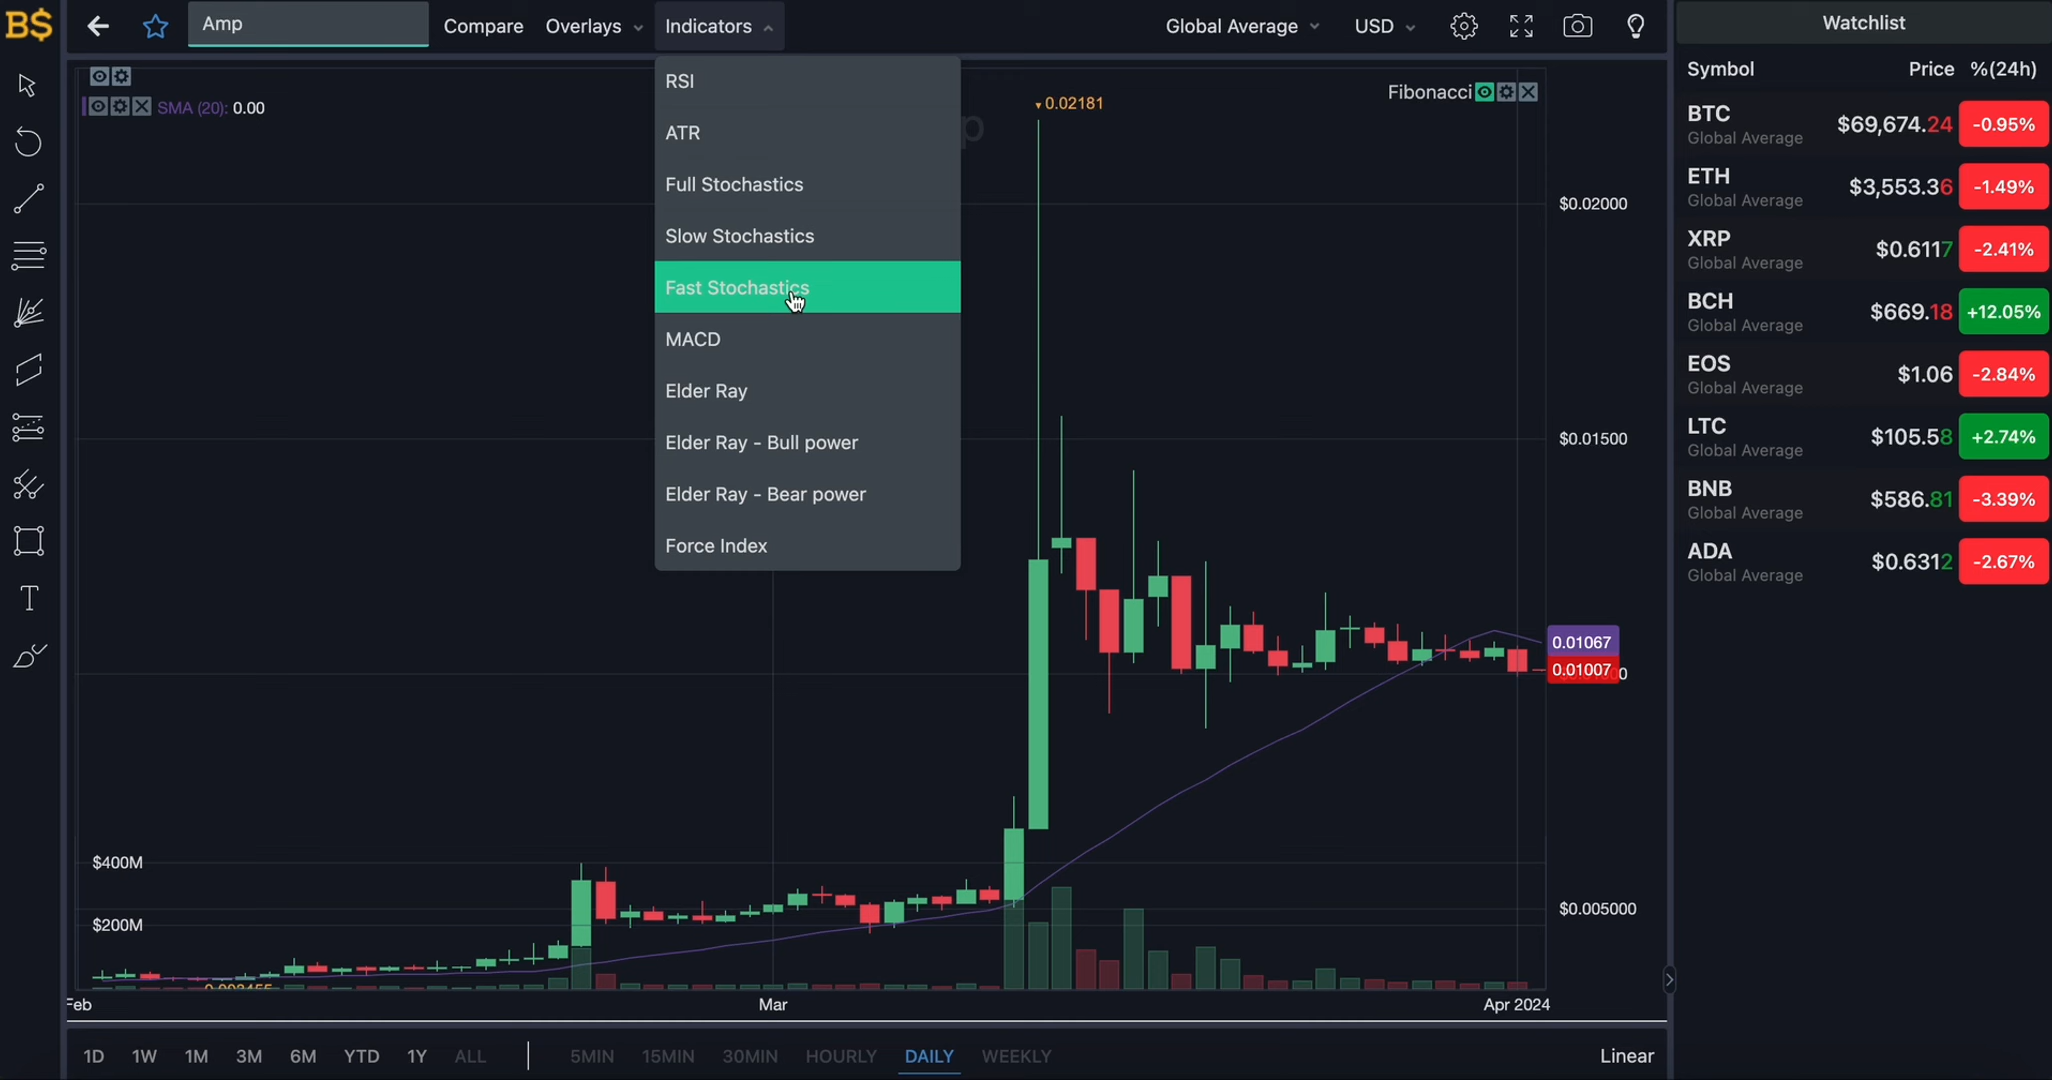 B$
Amp
Compare
Overlays
Indicators
Global Average
USD
Watchlist
Symbol Price %(24h)
RSI
ATR
Full Stochastics
Slow Stochastics
Fast Stochastics
MACD
Elder Ray
Elder Ray - Bull power
Elder Ray - Bear power
Force Index
SMA (20): 0.00
0.02181
p
Fibonacci
$0.02000
$0.01500
0.01067
0.01007
$0.005000
$400M
$200M
Feb
Mar
Apr 2024
BTC $69,674.24 -0.95%
Global Average
ETH $3,553.36 -1.49%
Global Average
XRP $0.6117 -2.41%
Global Average
BCH $669.18 +12.05%
Global Average
EOS $1.06 -2.84%
Global Average
LTC $105.58 +2.74%
Global Average
BNB $586.81 -3.39%
Global Average
ADA $0.6312 -2.67%
Global Average
1D 1W 1M 3M 6M YTD 1Y ALL
5MIN 15MIN 30MIN HOURLY DAILY WEEKLY
Linear